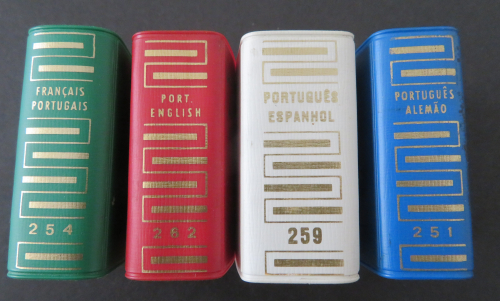 FRANÇAIS
PORTUGAIS
254
PORT.
ENGLISH
262
PORTUGUÊS
ESPANHOL
259
PORTUGUÊS
ALEMÃO
251